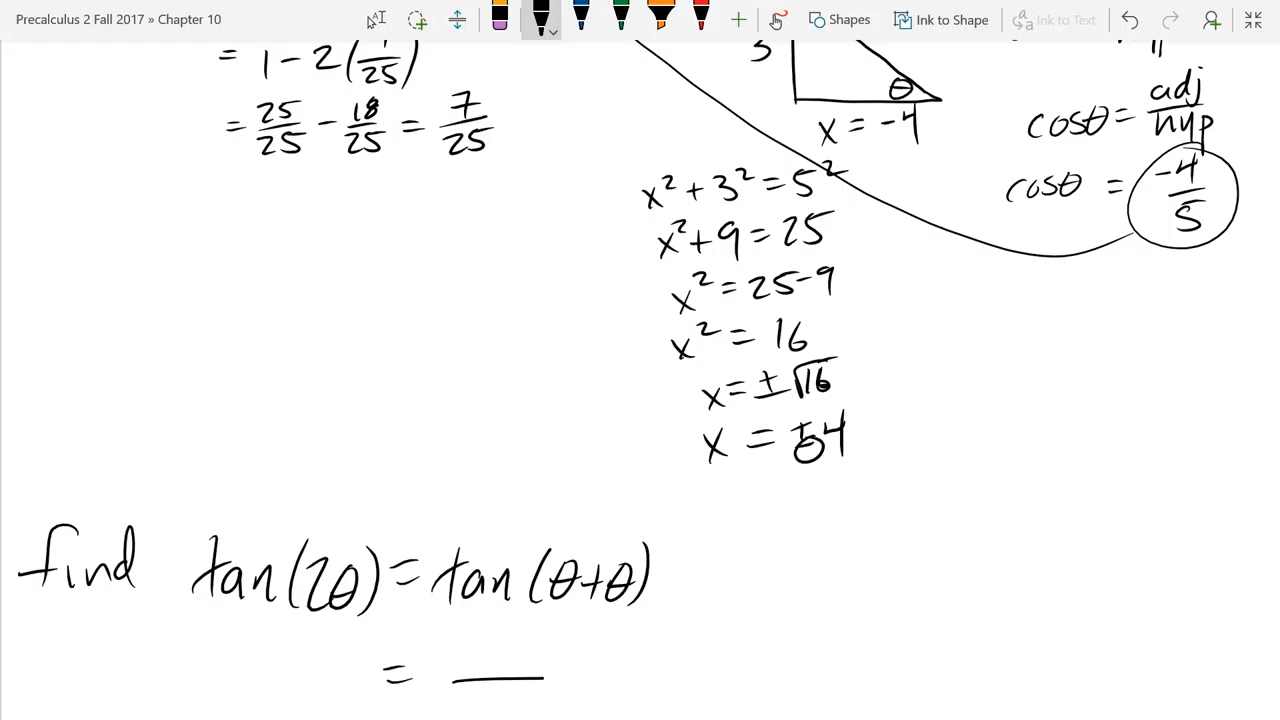 Precalculus 2 Fall 2017 » Chapter 10
Shapes
Ink to Shape
Ink to Text
= 1 - 2( /25)
= 25/25 - 18/25 = 7/25
θ
x = -4
cosθ = adj/hyp
cosθ = -4/5
x² + 3² = 5²
x² + 9 = 25
x² = 25 - 9
x² = 16
x = ±√16
x = ±4
find tan(2θ) = tan(θ+θ)
=